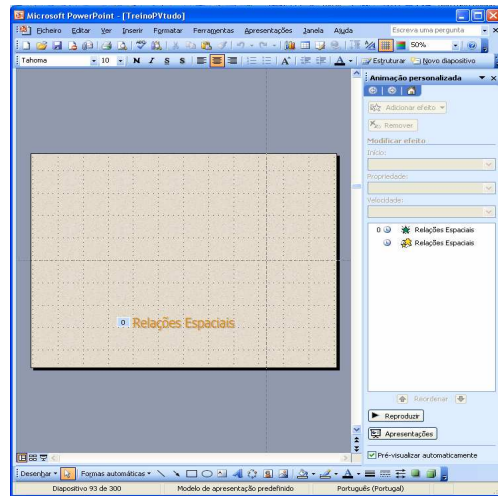 Microsoft PowerPoint - [TreinoPVtudo]
Ficheiro Editar Ver Inserir Formatar Ferramentas Apresentações Janela Ajuda Escreva uma pergunta
50%
Tahoma 10 N I S S Estruturar Novo diapositivo
Animação personalizada
Adicionar efeito
Remover
Modificar efeito
Início:
Propriedade:
Velocidade:
0 Relações Espaciais
Relações Espaciais
0 Relações Espaciais
Reordenar
Reproduzir
Apresentações
Pré-visualizar automaticamente
Desenhar Formas automáticas
Diapositivo 93 de 300 Modelo de apresentação predefinido Português (Portugal)